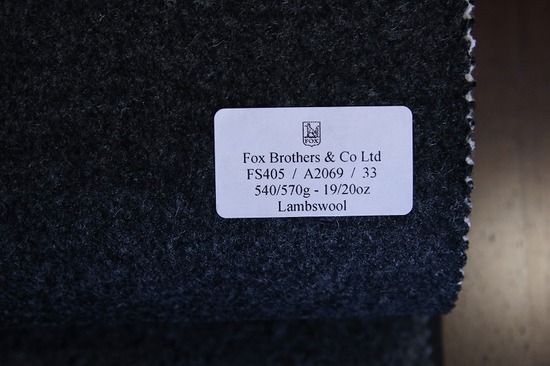 FOX
Fox Brothers & Co Ltd
FS405 / A2069 / 33
540/570g - 19/20oz
Lambswool